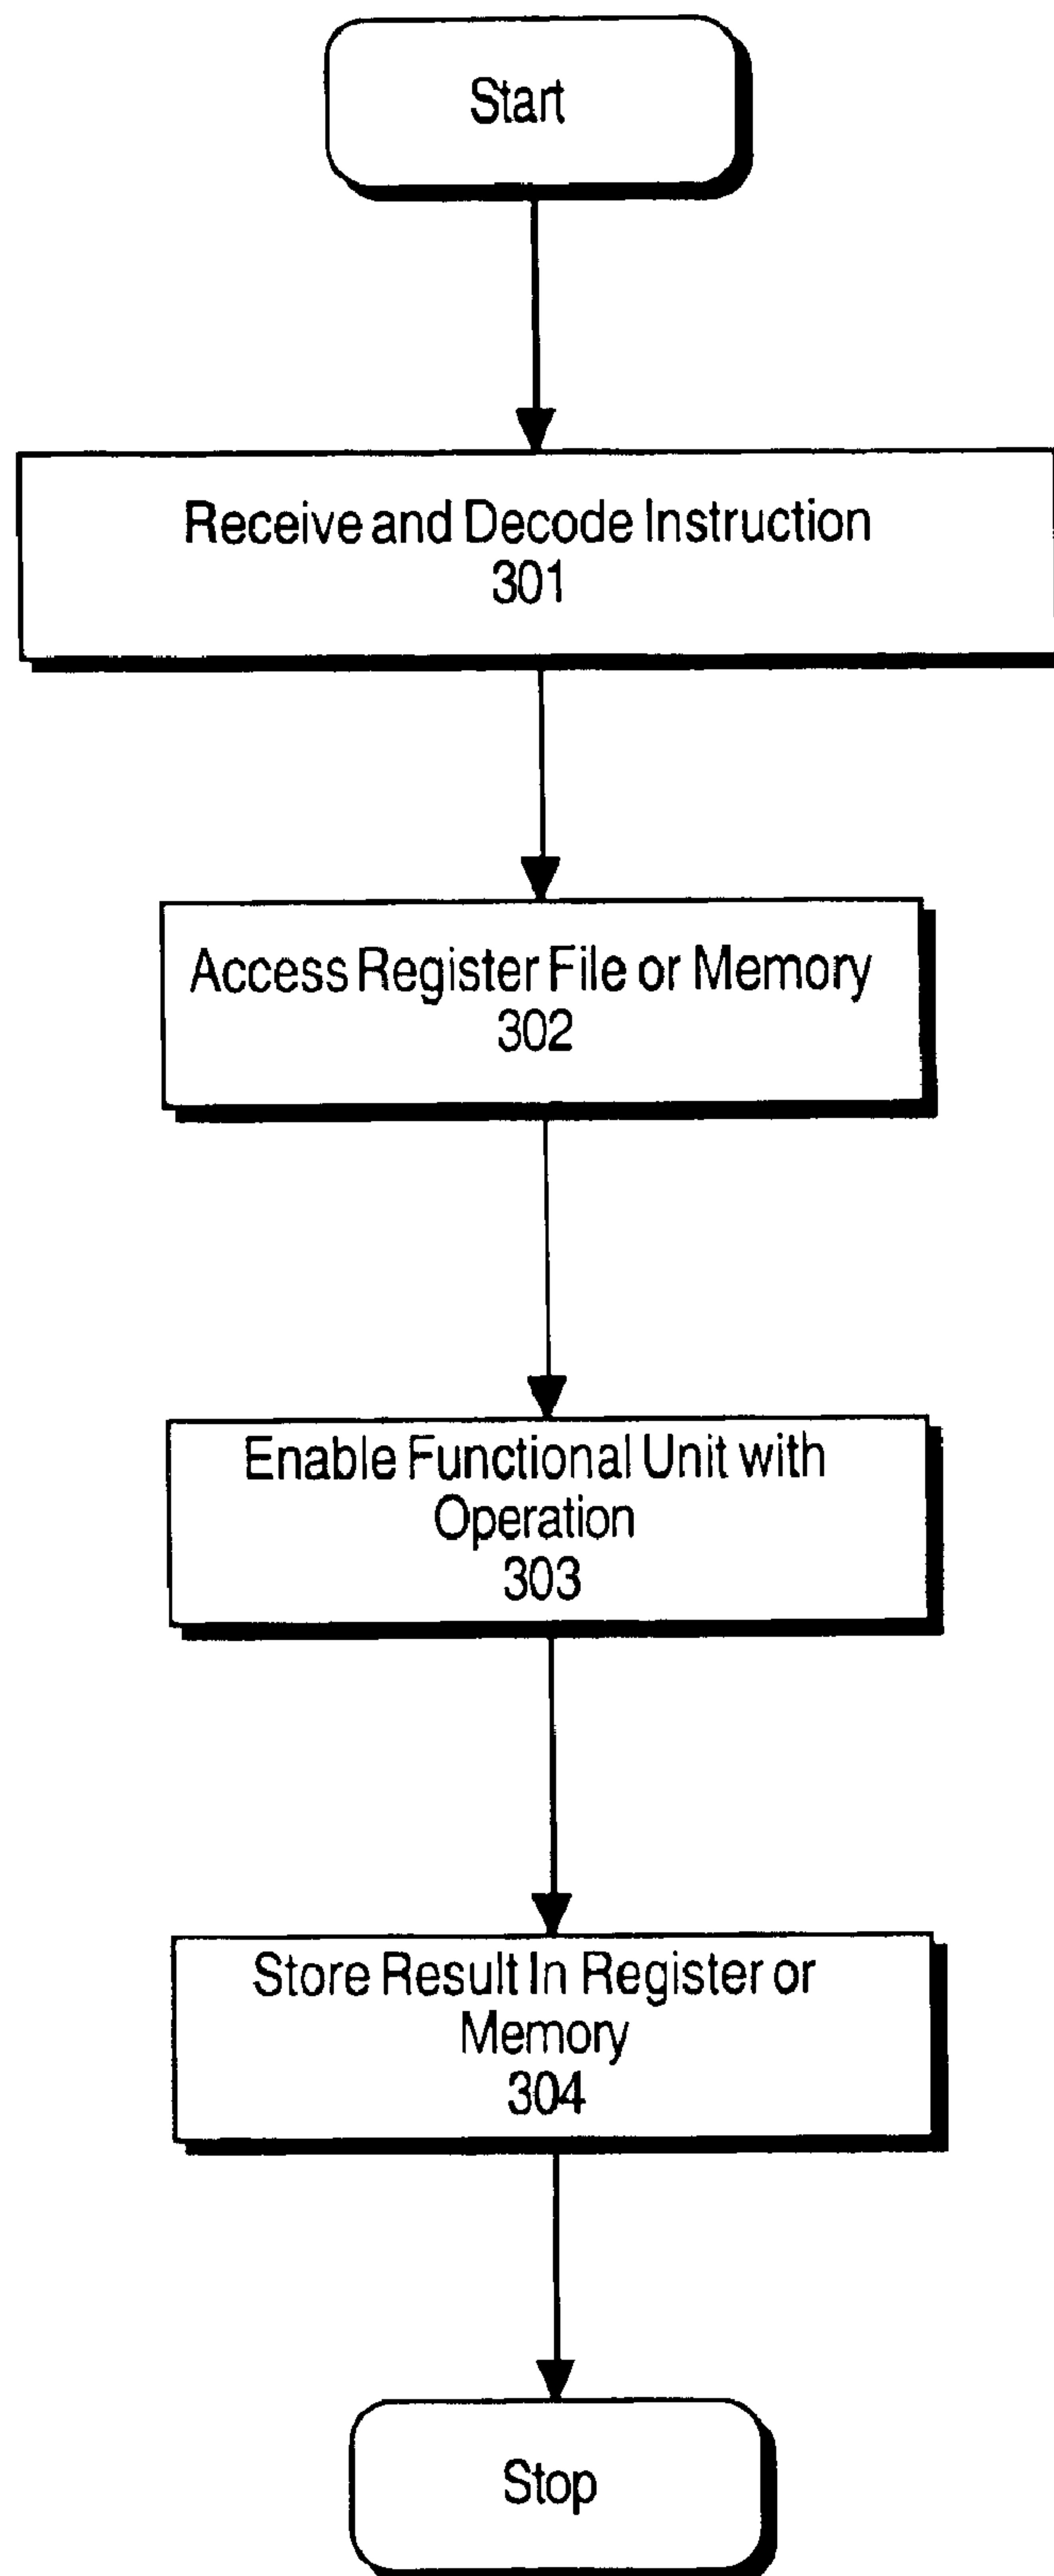 Start
Receive and Decode Instruction
301
Access Register File or Memory
302
Enable Functional Unit with
Operation
303
Store Result In Register or
Memory
304
Stop